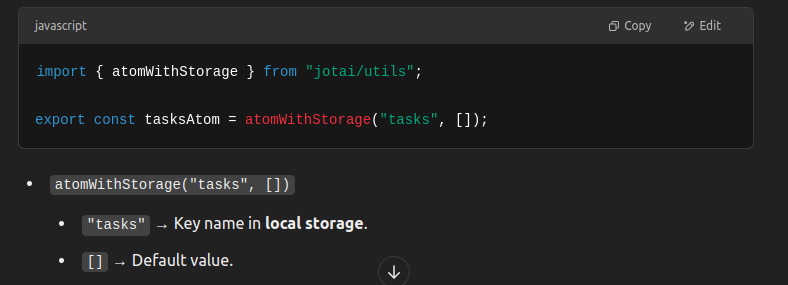 javascript Copy Edit
import { atomWithStorage } from "jotai/utils";
export const tasksAtom = atomWithStorage("tasks", []);
• atomWithStorage("tasks", [])
• "tasks" → Key name in local storage.
• [] → Default value.